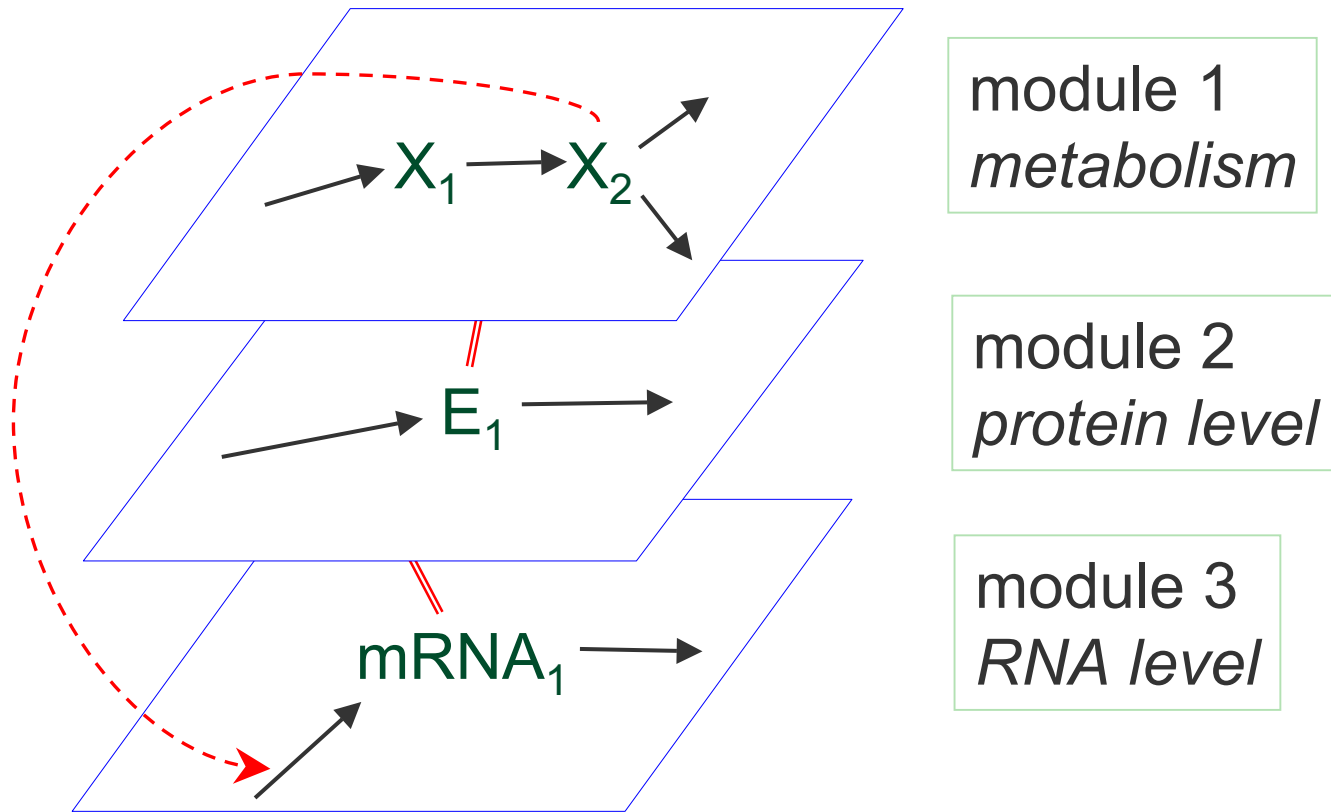 X₁ X₂
module 1
metabolism
E₁
module 2
protein level
mRNA₁
module 3
RNA level